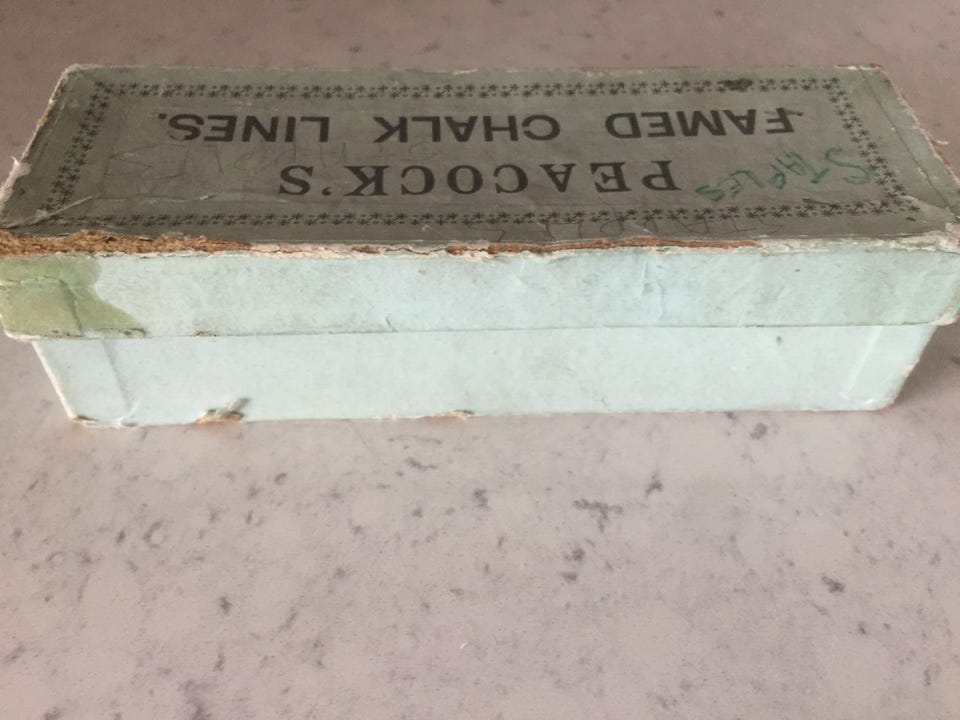 PEACOCK'S
FAMED CHALK LINES.
STAPLES